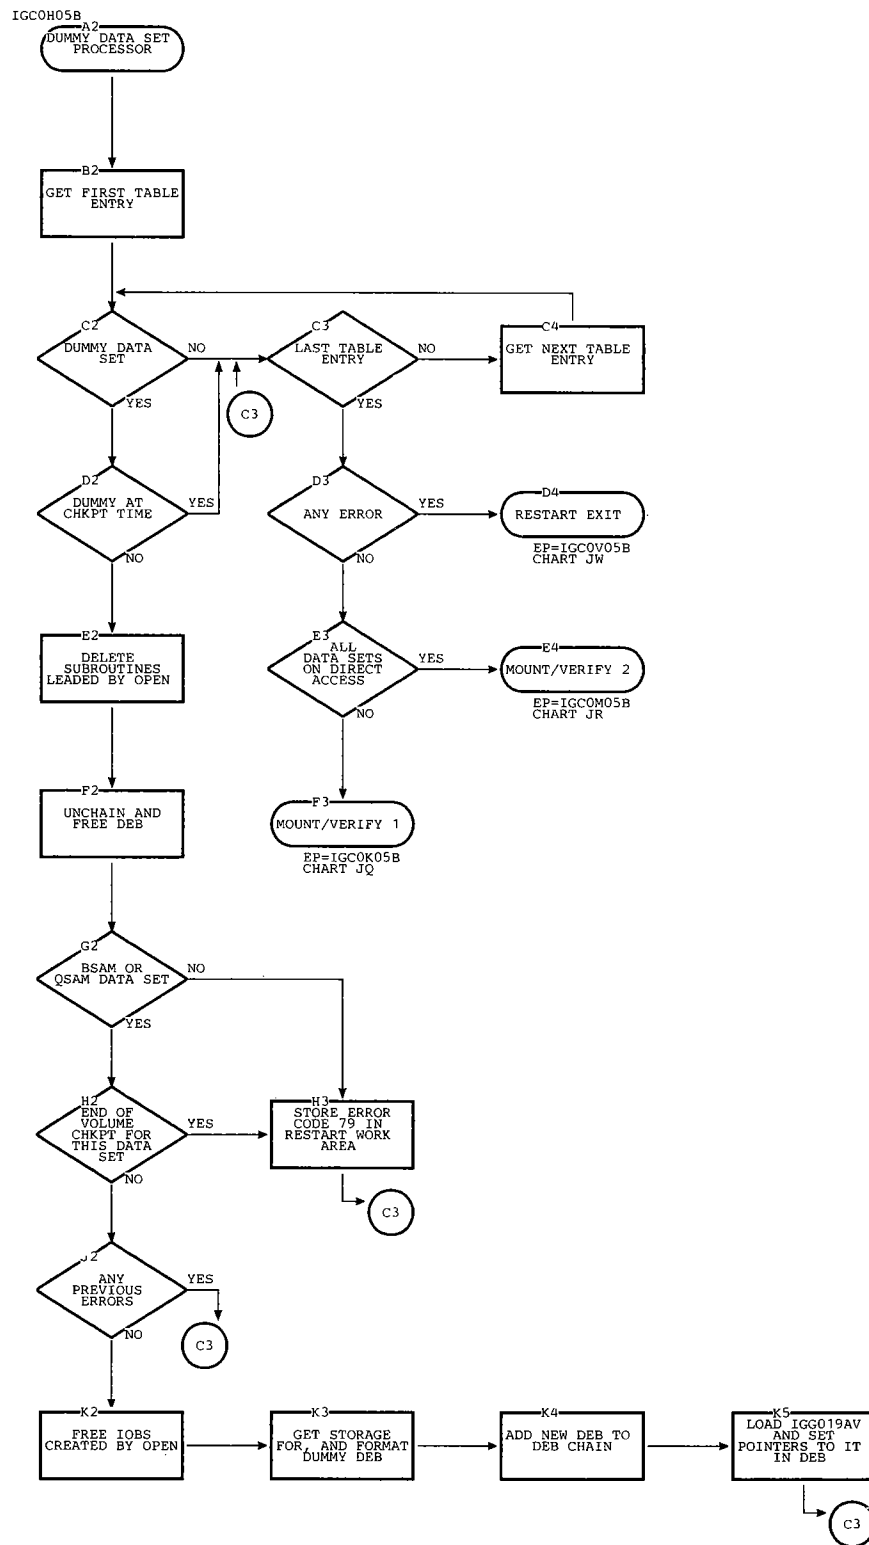 IGC0H05B
A2
DUMMY DATA SET
PROCESSOR
B2
GET FIRST TABLE
ENTRY
C2
DUMMY DATA
SET
NO
YES
C3
LAST TABLE
ENTRY
NO
YES
C4
GET NEXT TABLE
ENTRY
C3
D2
DUMMY AT
CHKPT TIME
YES
NO
D3
ANY ERROR
YES
NO
D4
RESTART EXIT
EP=IGC0V05B
CHART JW
E2
DELETE
SUBROUTINES
LEADED BY OPEN
E3
ALL
DATA SETS
ON DIRECT
ACCESS
YES
NO
E4
MOUNT/VERIFY 2
EP=IGC0M05B
CHART JR
F2
UNCHAIN AND
FREE DEB
F3
MOUNT/VERIFY 1
EP=IGC0K05B
CHART JQ
G2
BSAM OR
QSAM DATA SET
NO
YES
H2
END OF
VOLUME
CHKPT FOR
THIS DATA
SET
YES
NO
H3
STORE ERROR
CODE 79 IN
RESTART WORK
AREA
C3
J2
ANY
PREVIOUS
ERRORS
YES
NO
C3
K2
FREE IOBS
CREATED BY OPEN
K3
GET STORAGE
FOR, AND FORMAT
DUMMY DEB
K4
ADD NEW DEB TO
DEB CHAIN
K5
LOAD IGG019AV
AND SET
POINTERS TO IT
IN DEB
C3